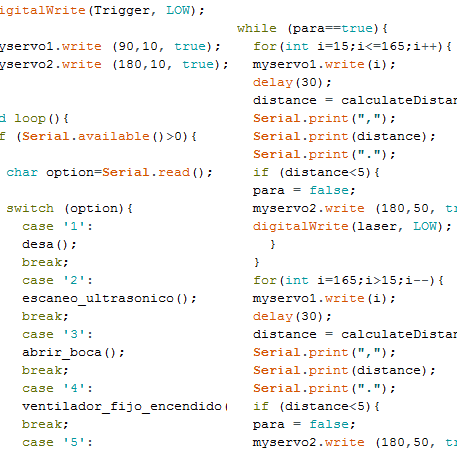 igitalWrite(Trigger, LOW);
myservo1.write (90,10, true);
myservo2.write (180,10, true);
d loop(){
f (Serial.available()>0){
char option=Serial.read();
switch (option){
case '1':
desa();
break;
case '2':
escaneo_ultrasonico();
break;
case '3':
abrir_boca();
break;
case '4':
ventilador_fijo_encendido(
break;
case '5':
while (para==true){
for(int i=15;i<=165;i++){
myservo1.write(i);
delay(30);
distance = calculateDistan
Serial.print(",");
Serial.print(distance);
Serial.print(".");
if (distance<5){
para = false;
myservo2.write (180,50, tr
digitalWrite(laser, LOW);
}
}
for(int i=165;i>15;i--){
myservo1.write(i);
delay(30);
distance = calculateDistan
Serial.print(",");
Serial.print(distance);
Serial.print(".");
if (distance<5){
para = false;
myservo2.write (180,50, tr